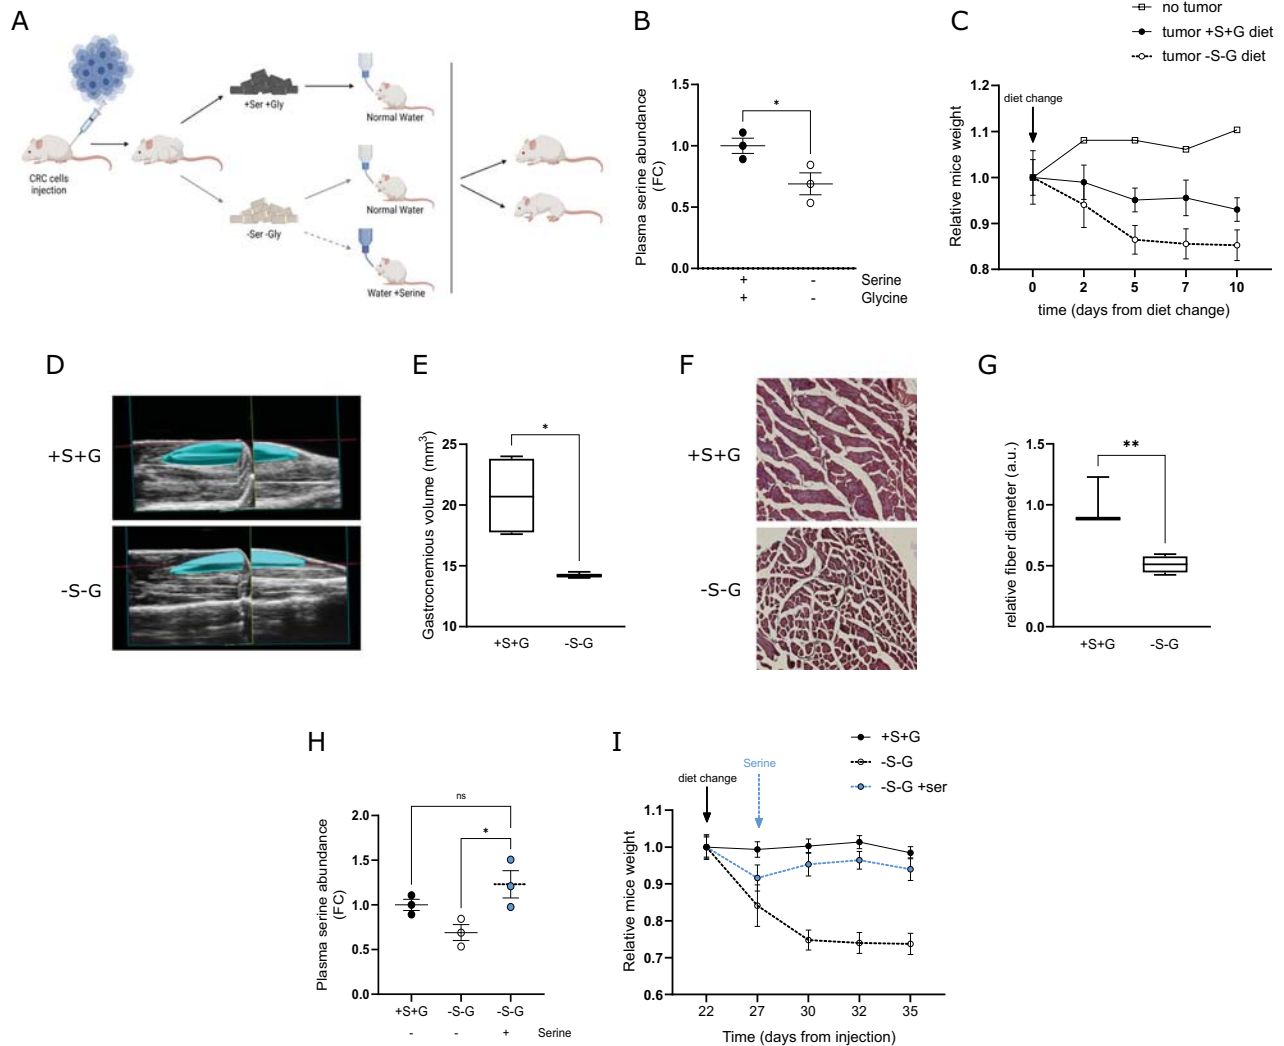 A
CRC cells
injection
+Ser +Gly
-Ser -Gly
Normal Water
Normal Water
Water +Serine
B
Plasma serine abundance
(FC)
1.5
1.0
0.5
0.0
*
+ - Serine
+ - Glycine
C
no tumor
tumor +S+G diet
tumor -S-G diet
diet change
Relative mice weight
1.2
1.1
1.0
0.9
0.8
0 2 5 7 10
time (days from diet change)
D
+S+G
-S-G
E
Gastrocnemious volume (mm³)
25
20
15
10
*
+S+G -S-G
F
+S+G
-S-G
G
relative fiber diameter (a.u.)
1.5
1.0
0.5
0.0
**
+S+G -S-G
H
Plasma serine abundance
(FC)
2.0
1.5
1.0
0.5
0.0
ns
*
+S+G -S-G -S-G
- - + Serine
I
+S+G
-S-G
-S-G +ser
diet change
Serine
Relative mice weight
1.1
1.0
0.9
0.8
0.7
0.6
22 27 30 32 35
Time (days from injection)